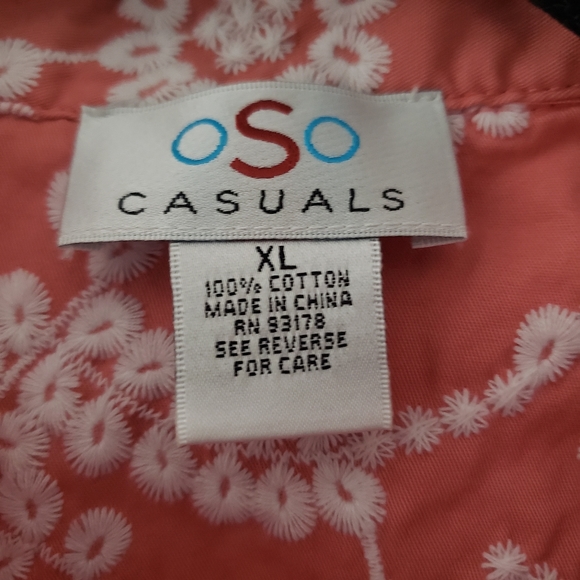 oSo
CASUALS
XL
100% COTTON
MADE IN CHINA
RN 93178
SEE REVERSE
FOR CARE